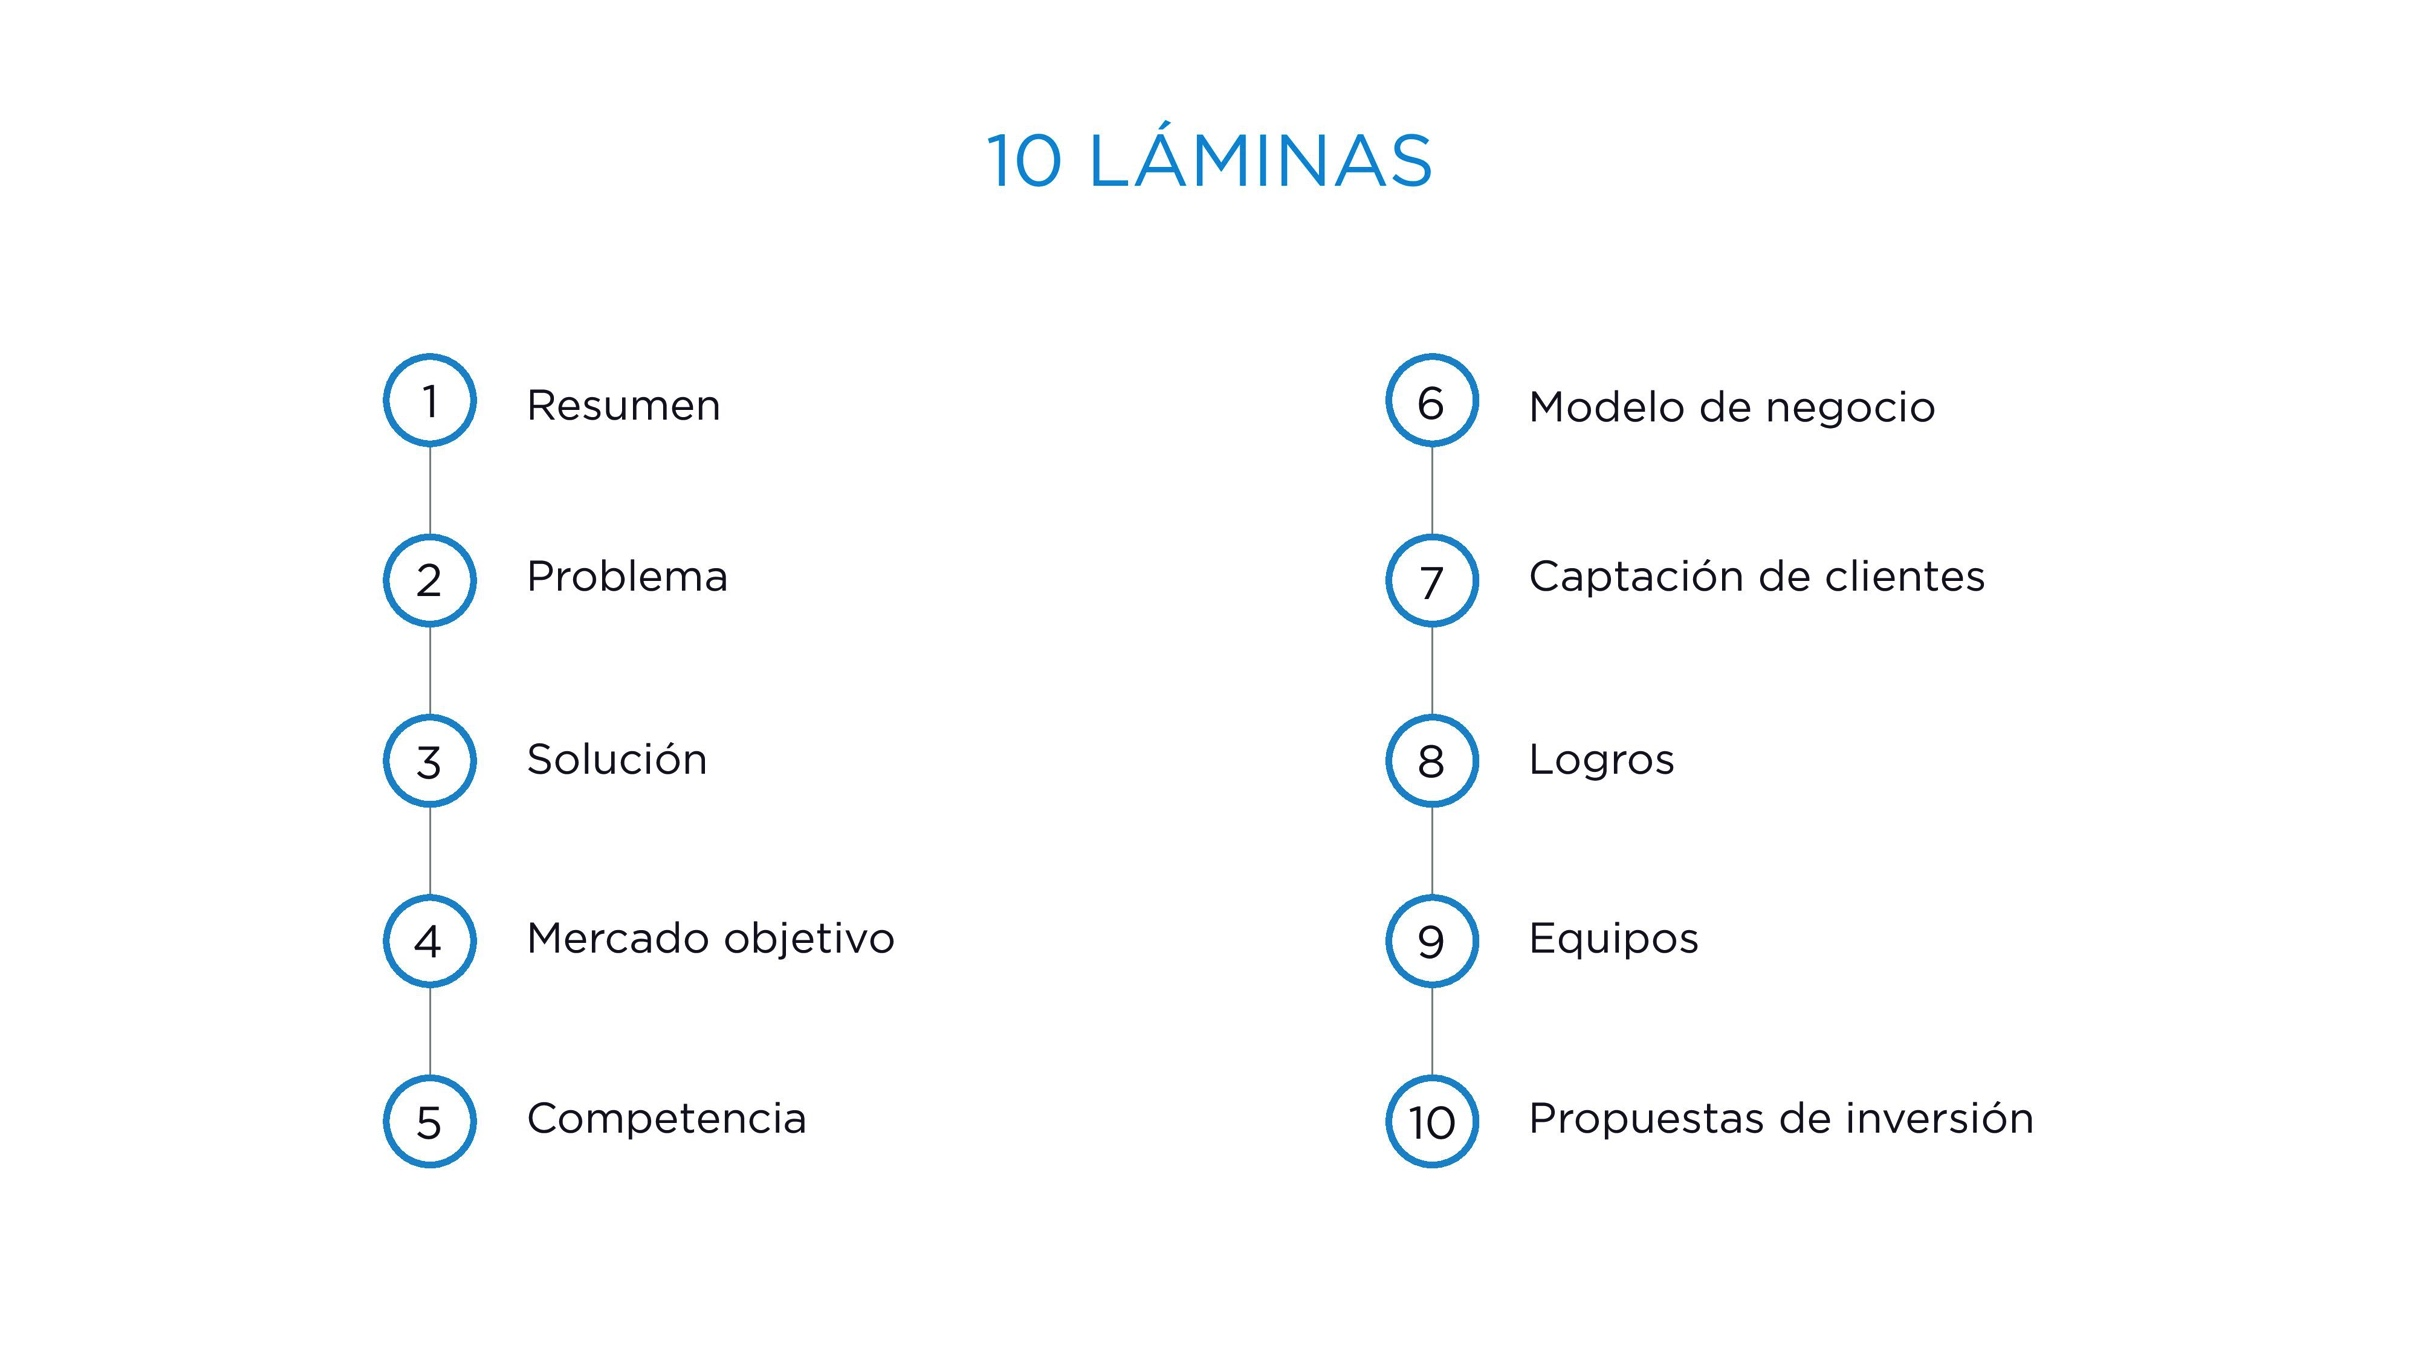 10 LÁMINAS
1 Resumen
2 Problema
3 Solución
4 Mercado objetivo
5 Competencia
6 Modelo de negocio
7 Captación de clientes
8 Logros
9 Equipos
10 Propuestas de inversión